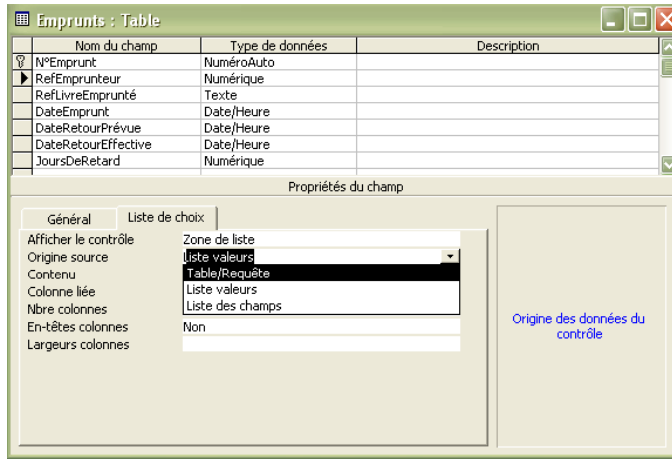 Emprunts : Table
Nom du champ Type de données Description
N°Emprunt NuméroAuto
RefEmprunteur Numérique
RefLivreEmprunté Texte
DateEmprunt Date/Heure
DateRetourPrévue Date/Heure
DateRetourEffective Date/Heure
JoursDeRetard Numérique
Propriétés du champ
Général Liste de choix
Afficher le contrôle Zone de liste
Origine source Liste valeurs
Contenu Table/Requête
Colonne liée Liste valeurs
Nbre colonnes Liste des champs
En-têtes colonnes Non
Largeurs colonnes
Origine des données du
contrôle